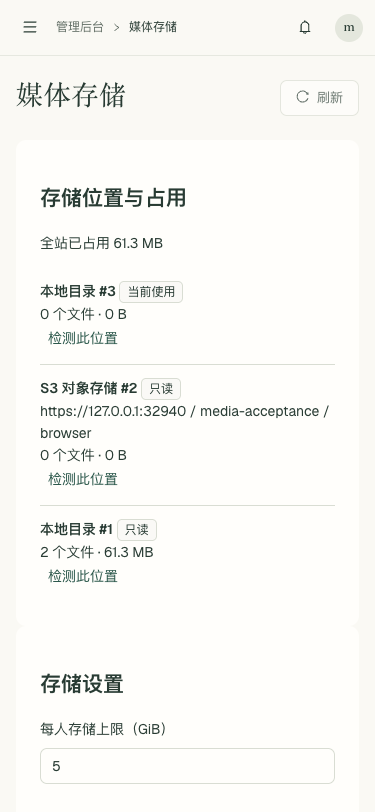 管理后台 > 媒体存储
m
媒体存储
刷新
存储位置与占用
全站已占用 61.3 MB
本地目录 #3 当前使用
0 个文件 · 0 B
检测此位置
S3 对象存储 #2 只读
https://127.0.0.1:32940 / media-acceptance /
browser
0 个文件 · 0 B
检测此位置
本地目录 #1 只读
2 个文件 · 61.3 MB
检测此位置
存储设置
每人存储上限（GiB）
5